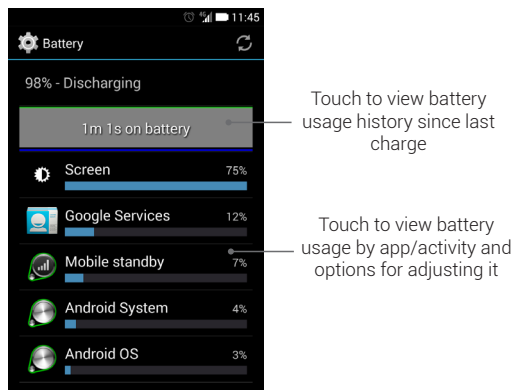 4G 11:45
Battery
98% - Discharging
1m 1s on battery
Screen 75%
Google Services 12%
Mobile standby 7%
Android System 4%
Android OS 3%
Touch to view battery
usage history since last
charge
Touch to view battery
usage by app/activity and
options for adjusting it